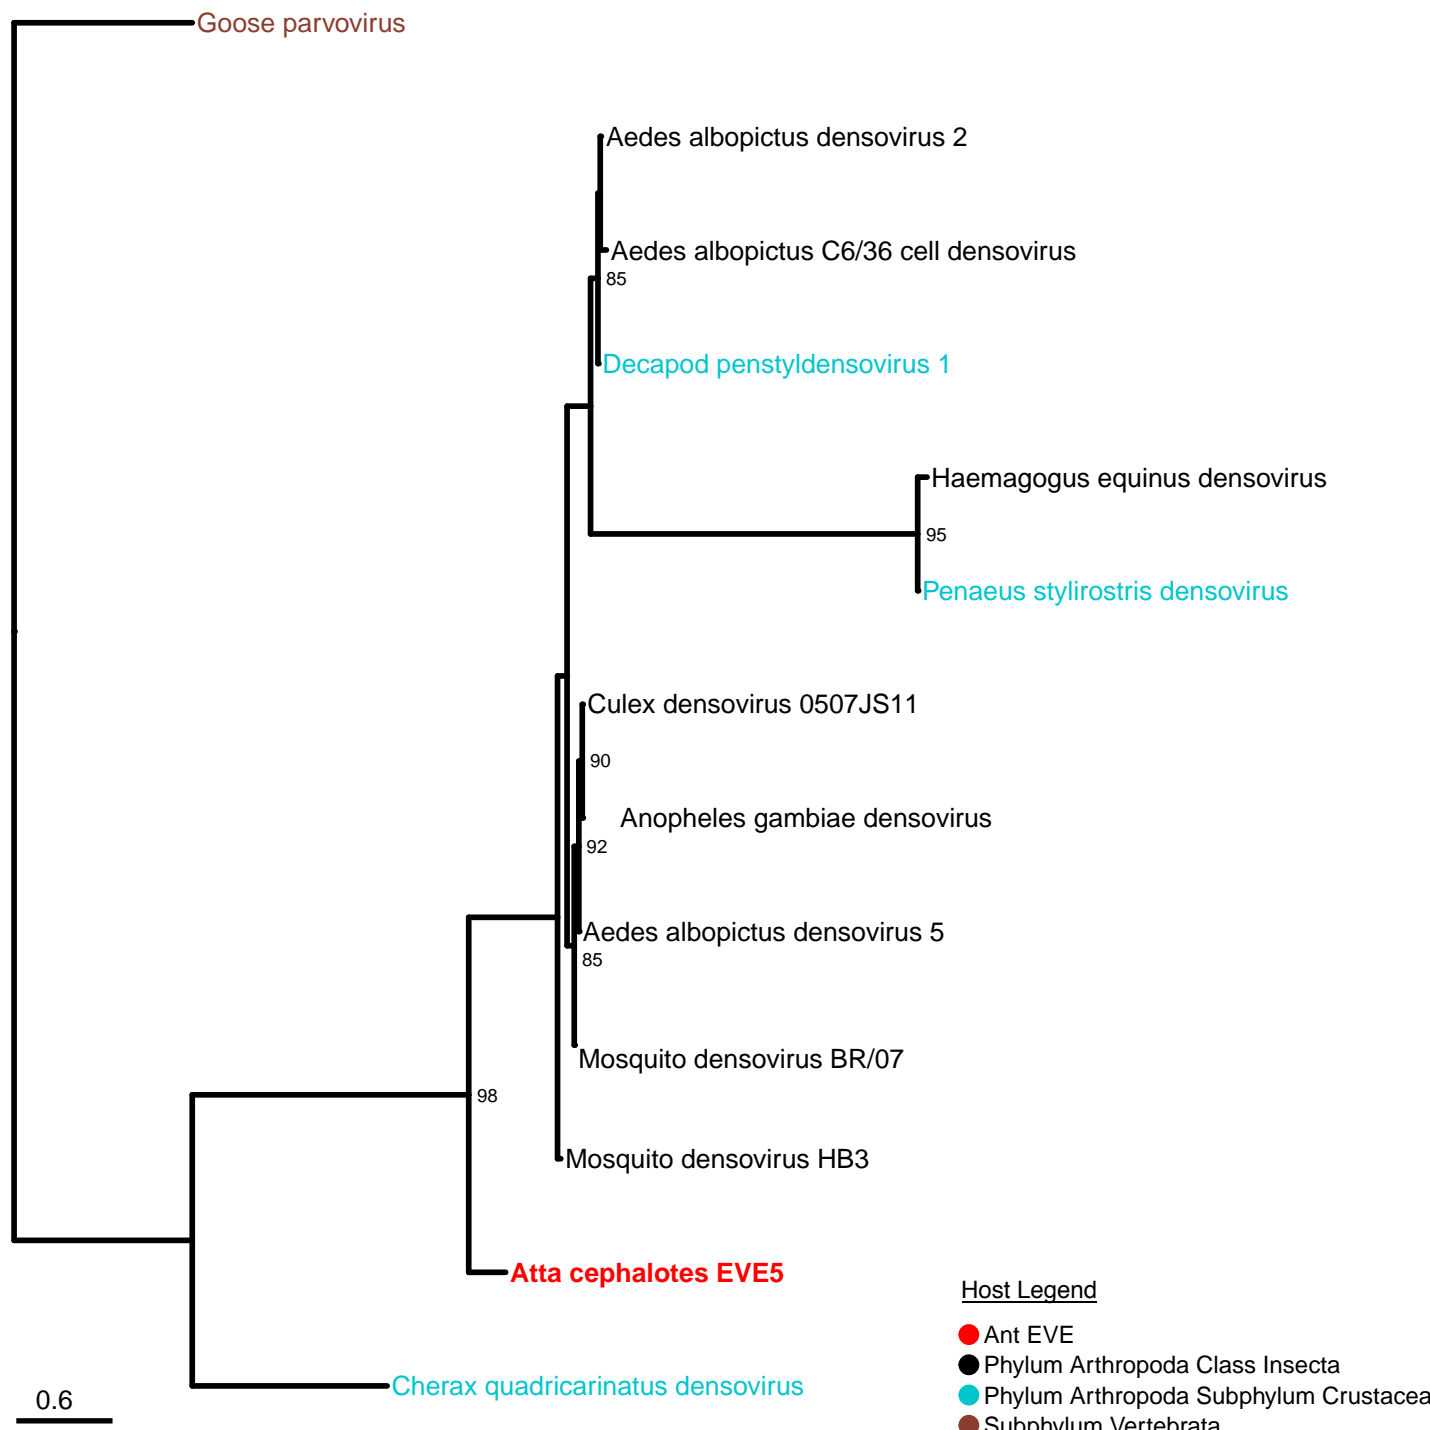 Goose parvovirus
Aedes albopictus densovirus 2
Aedes albopictus C6/36 cell densovirus
85
Decapod penstyldensovirus 1
Haemagogus equinus densovirus
95
Penaeus stylirostris densovirus
Culex densovirus 0507JS11
90
Anopheles gambiae densovirus
92
Aedes albopictus densovirus 5
85
Mosquito densovirus BR/07
98
Mosquito densovirus HB3
Atta cephalotes EVE5
Host Legend
Ant EVE
Phylum Arthropoda Class Insecta
Phylum Arthropoda Subphylum Crustacea
Subphylum Vertebrata
Cherax quadricarinatus densovirus
0.6